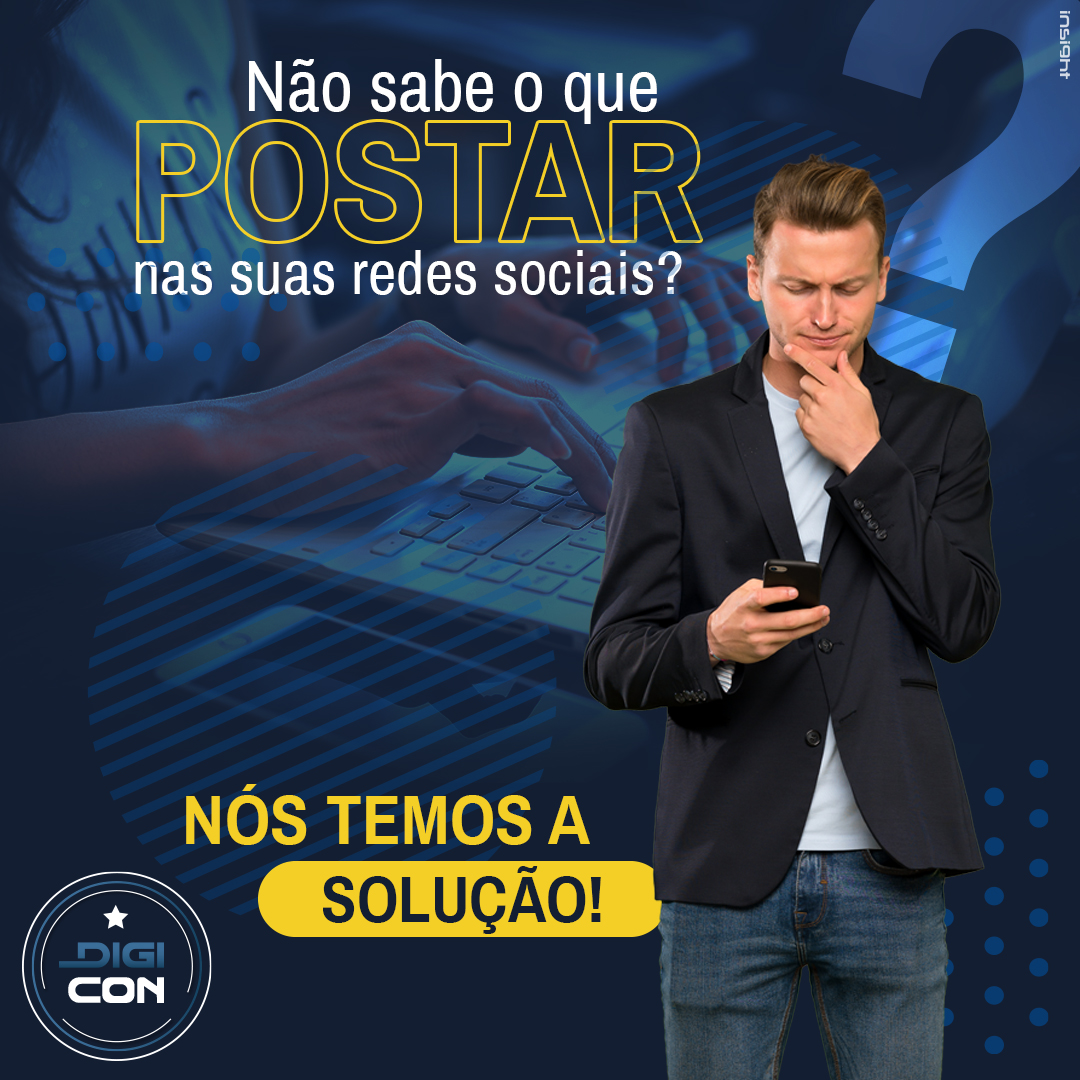 insight
Não sabe o que
POSTAR
nas suas redes sociais?
NÓS TEMOS A
SOLUÇÃO!
DIGI
CON